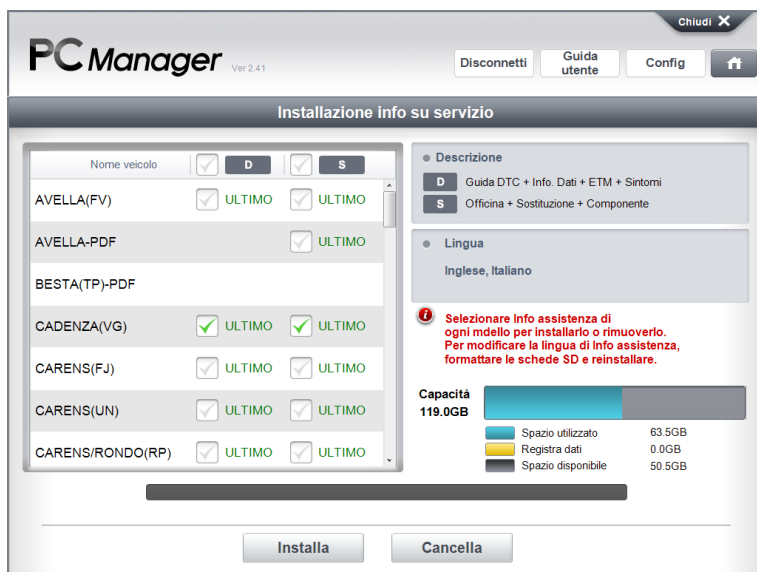 Chiudi X
PC Manager Ver 2.41
Disconnetti
Guida
utente
Config
Installazione info su servizio
Nome veicolo D S
AVELLA(FV) ULTIMO ULTIMO
AVELLA-PDF ULTIMO
BESTA(TP)-PDF
CADENZA(VG) ULTIMO ULTIMO
CARENS(FJ) ULTIMO ULTIMO
CARENS(UN) ULTIMO ULTIMO
CARENS/RONDO(RP) ULTIMO ULTIMO
Descrizione
D Guida DTC + Info. Dati + ETM + Sintomi
S Officina + Sostituzione + Componente
Lingua
Inglese, Italiano
Selezionare Info assistenza di
ogni mdello per installarlo o rimuoverlo.
Per modificare la lingua di Info assistenza,
formattare le schede SD e reinstallare.
Capacità
119.0GB
Spazio utilizzato 63.5GB
Registra dati 0.0GB
Spazio disponibile 50.5GB
Installa
Cancella